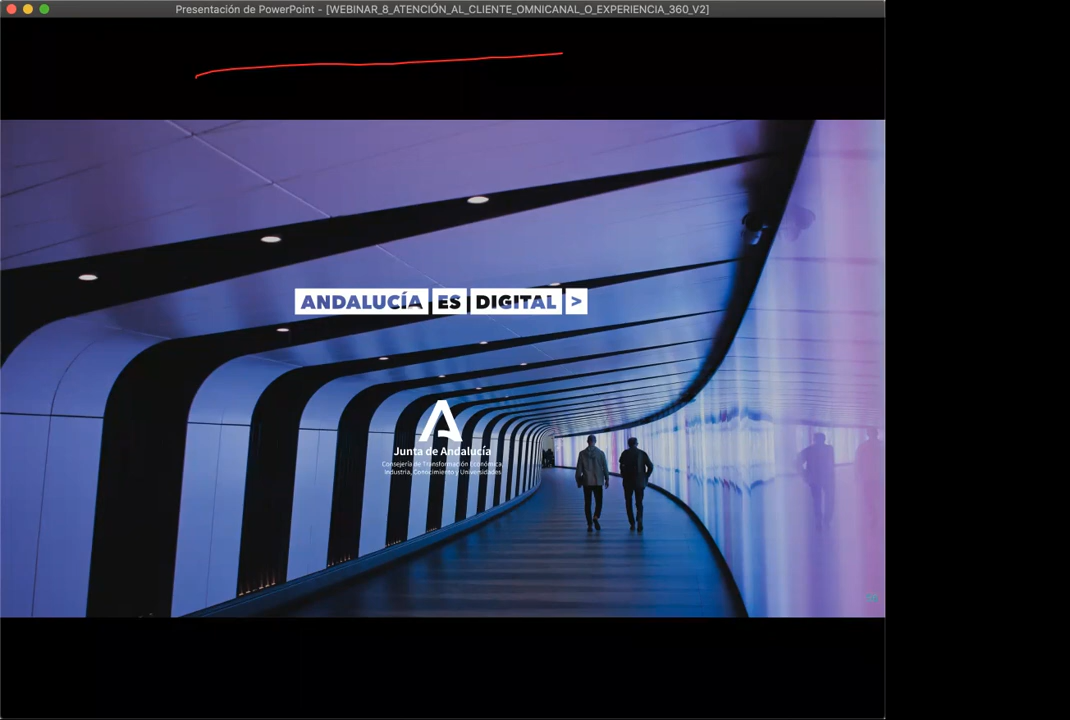 Presentación de PowerPoint - [WEBINAR_8_ATENCIÓN_AL_CLIENTE_OMNICANAL_O_EXPERIENCIA_360_V2]
ANDALUCÍA ES DIGITAL >
Junta de Andalucía
Consejería de Transformación Económica,
Industria, Conocimiento y Universidades